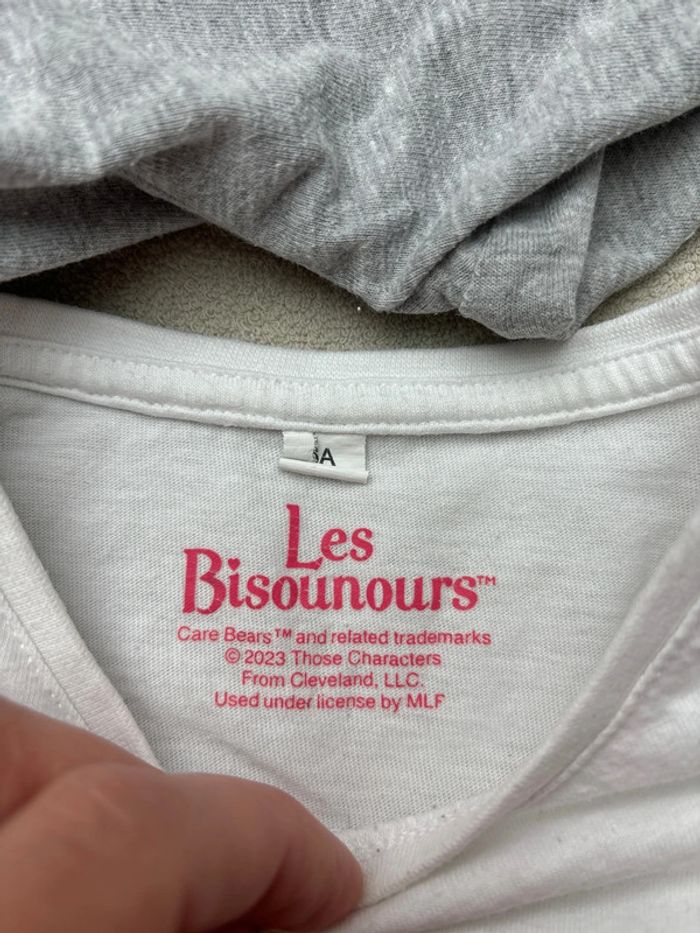 A
Les
Bisounours™
Care Bears™ and related trademarks
© 2023 Those Characters
From Cleveland, LLC.
Used under license by MLF